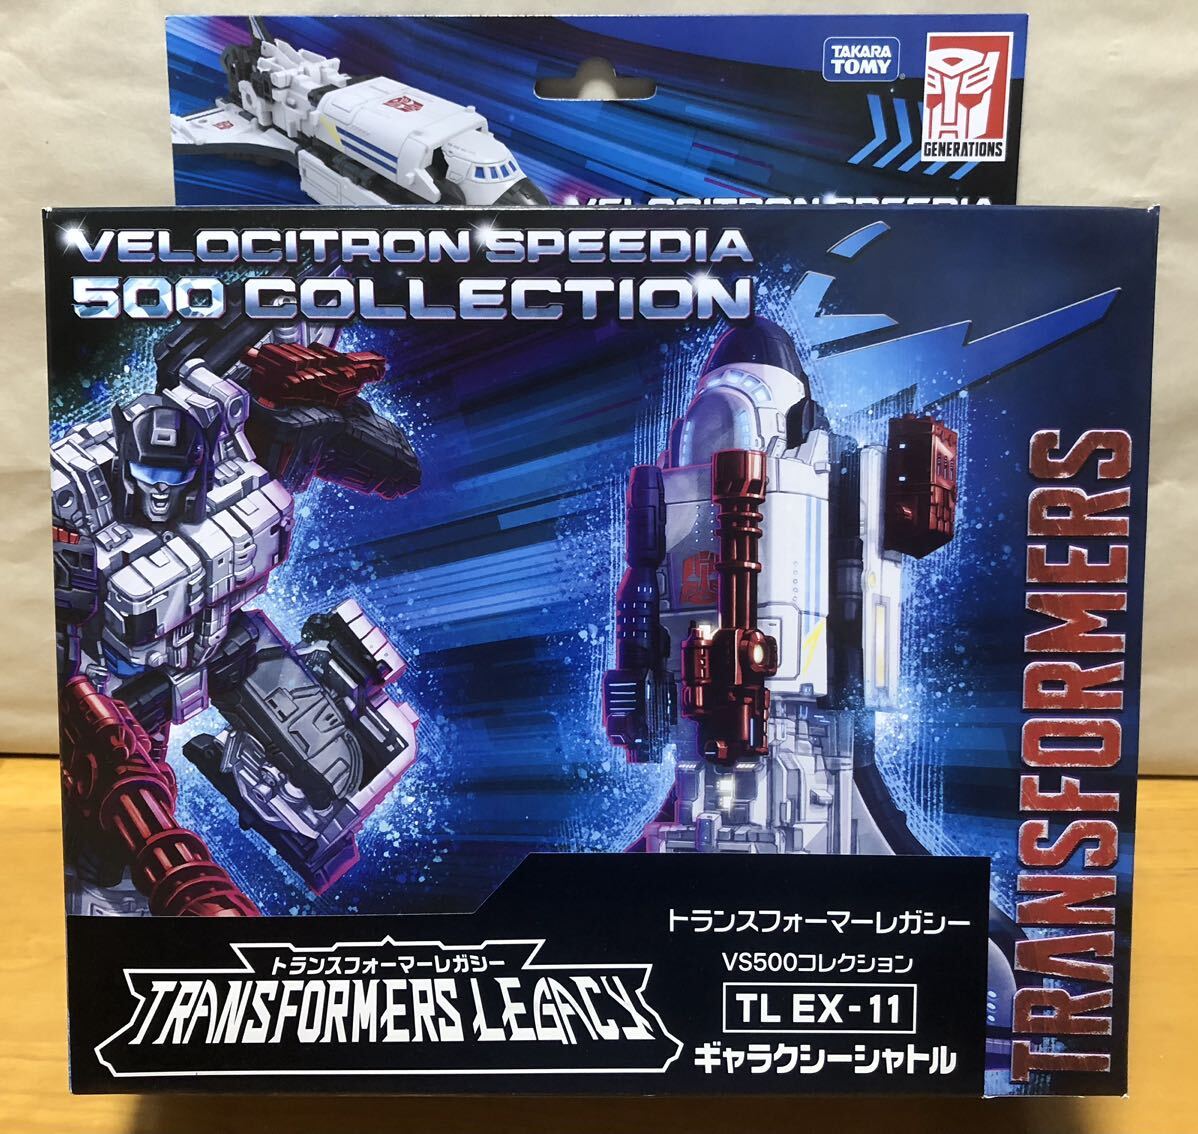 TAKARA
TOMY
GENERATIONS
VELOCITRON SPEEDIA
VELOCITRON SPEEDIA
500 COLLECTION
TRANSFORMERS
トランスフォーマーレガシー
VS500コレクション
TL EX-11
ギャラクシーシャトル
トランスフォーマーレガシー
TRANSFORMERS LEGACY